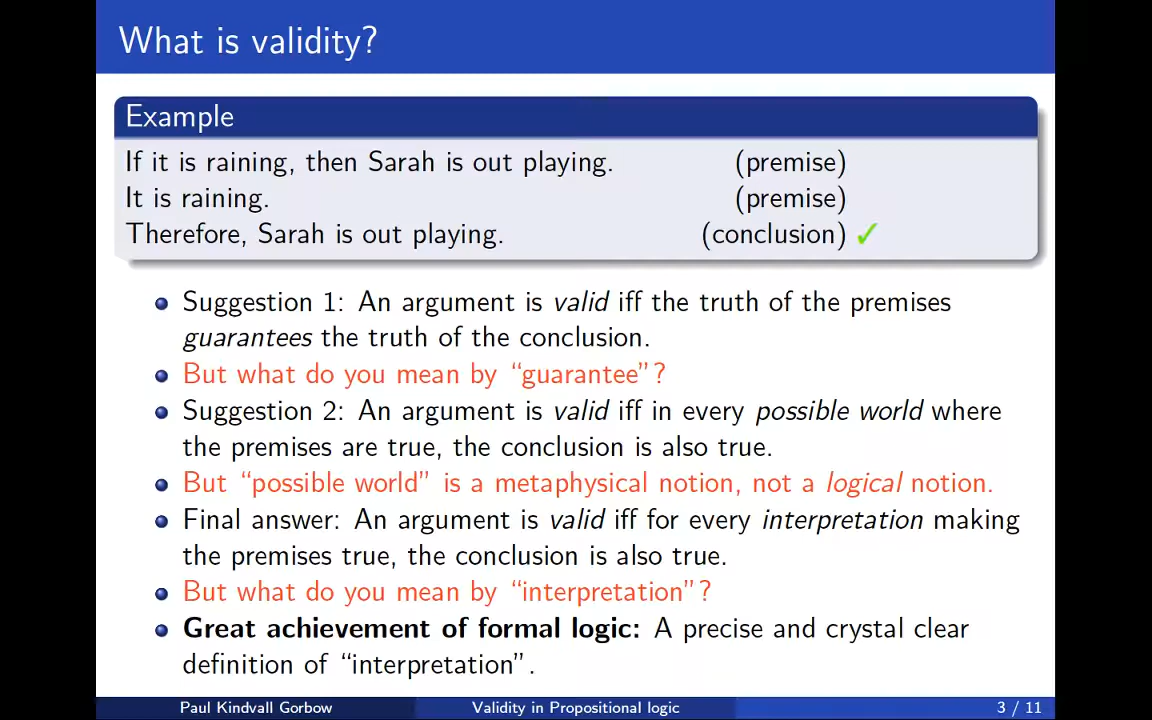 What is validity?
Example
If it is raining, then Sarah is out playing. (premise)
It is raining. (premise)
Therefore, Sarah is out playing. (conclusion) ✓
Suggestion 1: An argument is valid iff the truth of the premises
guarantees the truth of the conclusion.
But what do you mean by “guarantee”?
Suggestion 2: An argument is valid iff in every possible world where
the premises are true, the conclusion is also true.
But “possible world” is a metaphysical notion, not a logical notion.
Final answer: An argument is valid iff for every interpretation making
the premises true, the conclusion is also true.
But what do you mean by “interpretation”?
Great achievement of formal logic: A precise and crystal clear
definition of “interpretation”.
Paul Kindvall Gorbow Validity in Propositional logic 3 / 11